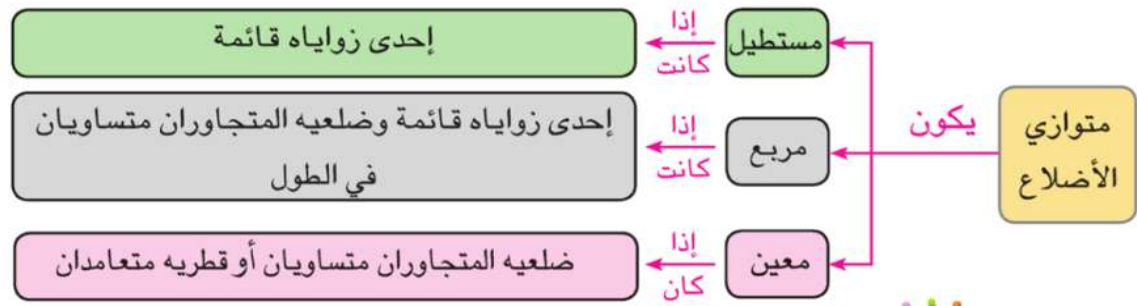 متوازي
الأضلاع
يكون
مستطيل
إذا
كانت
إحدى زواياه قائمة
مربع
إذا
كانت
إحدى زواياه قائمة وضلعيه المتجاوران متساويان
في الطول
معين
إذا
كان
ضلعيه المتجاوران متساويان أو قطريه متعامدان